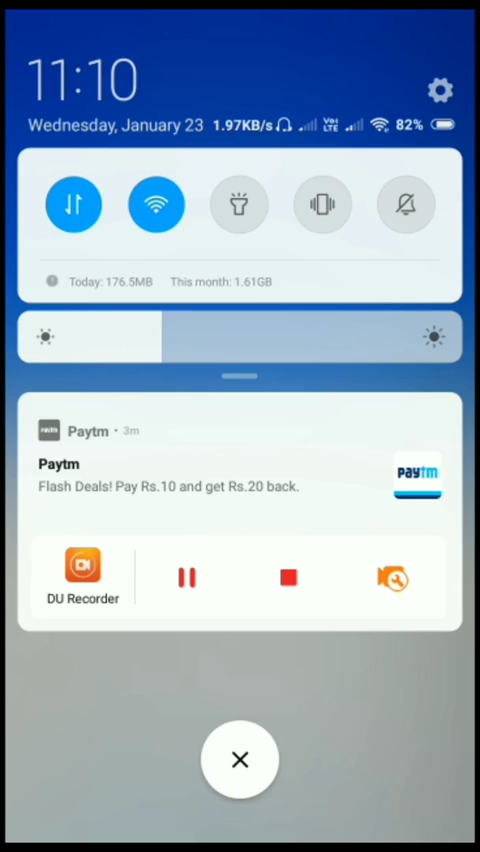 11:10
Wednesday, January 23 1.97KB/s VoLTE 82%
Today: 176.5MB This month: 1.61GB
Paytm • 3m
Paytm
Flash Deals! Pay Rs.10 and get Rs.20 back.
paytm
DU Recorder